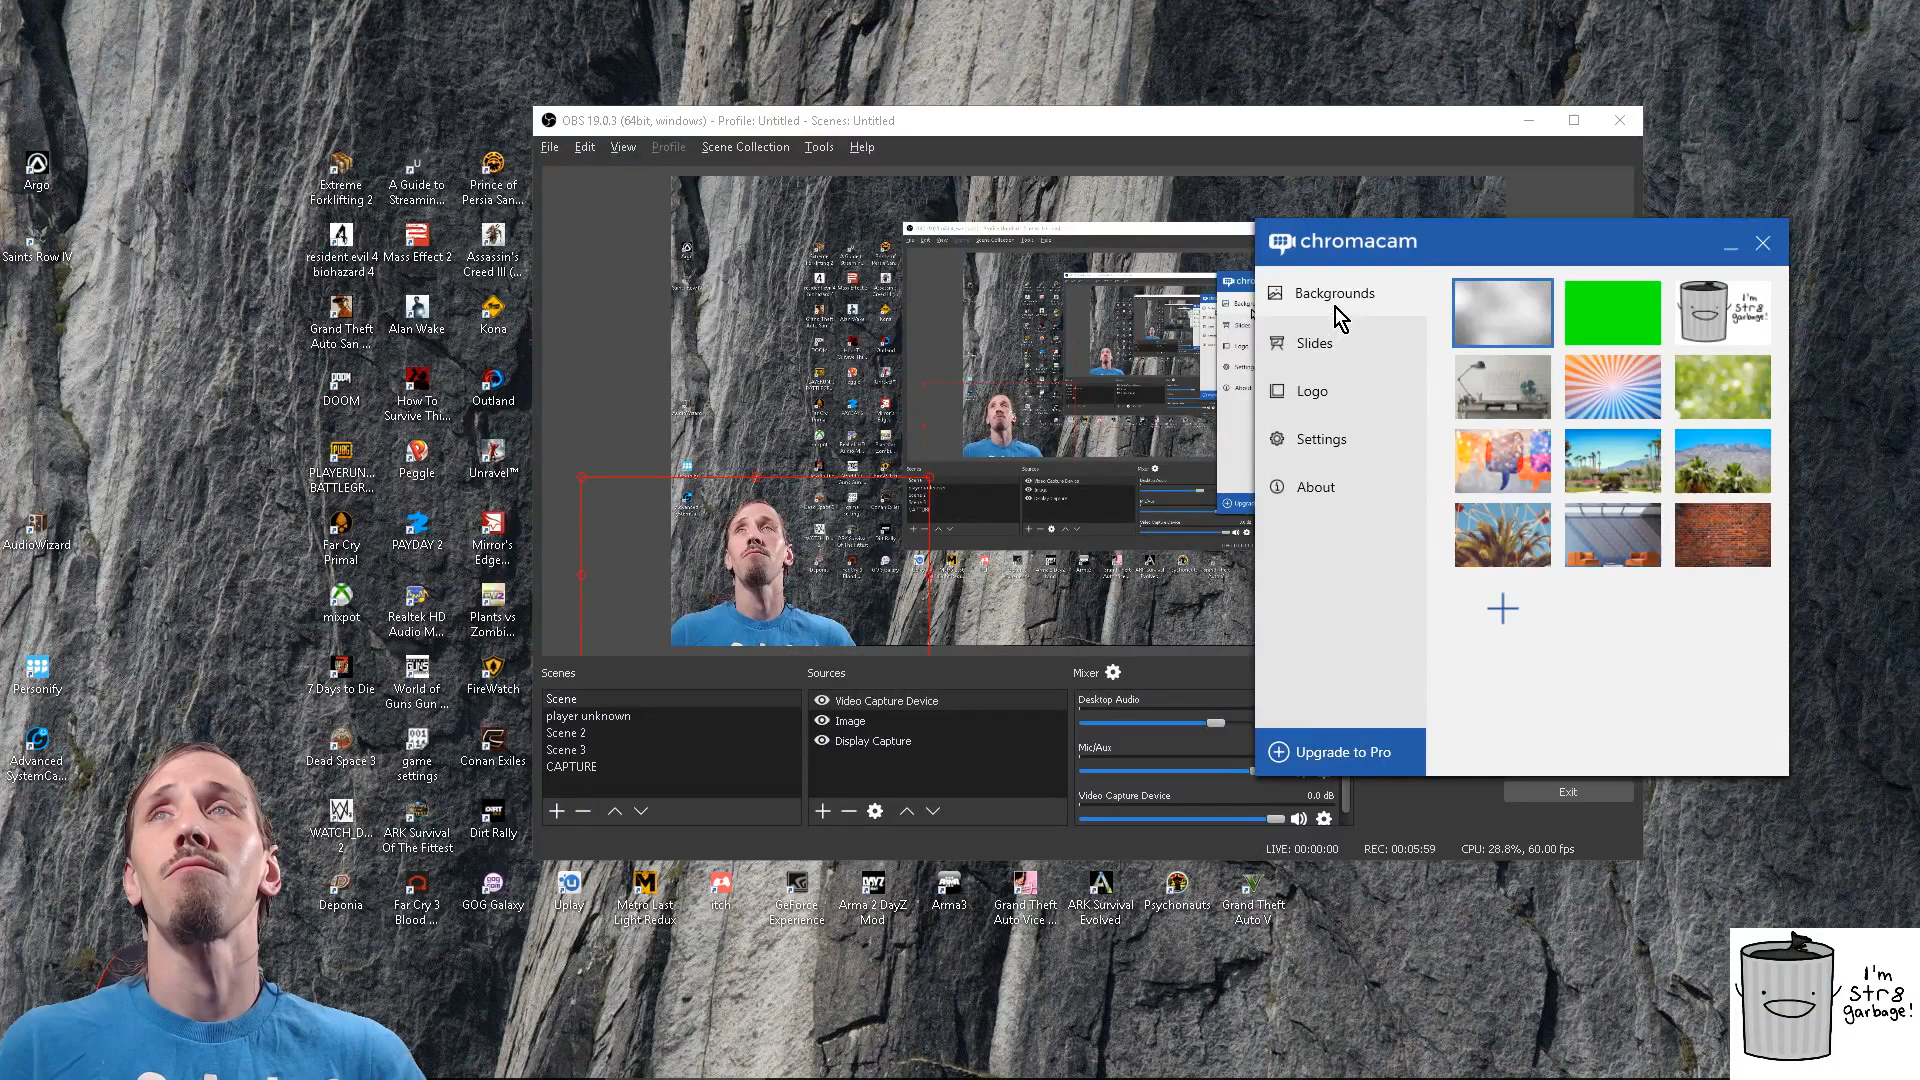 OBS 19.0.3 (64bit, windows) - Profile: Untitled - Scenes: Untitled
File Edit View Profile Scene Collection Tools Help
chromacam
Backgrounds
Slides
Logo
Settings
About
Upgrade to Pro
I'm
str8
garbage!
Argo
Extreme
Forklifting 2
A Guide to
Streamin...
Prince of
Persia San...
Saints Row IV
resident evil 4
biohazard 4
Mass Effect 2
Assassin's
Creed III (...
Grand Theft
Auto San ...
Alan Wake
Kona
DOOM
How To
Survive Thi...
Outland
PLAYERUN...
BATTLEGR...
Peggle
Unravel™
AudioWizard
Far Cry
Primal
PAYDAY 2
Mirror's
Edge...
mixpot
Realtek HD
Audio M...
Plants vs
Zombi...
Personify
7 Days to Die
World of
Guns Gun ...
FireWatch
Advanced
SystemCa...
Dead Space 3
game
settings
Conan Exiles
WATCH_D...
2
ARK Survival
Of The Fittest
Dirt Rally
Deponia
Far Cry 3
Blood ...
GOG Galaxy
Uplay
Metro Last
Light Redux
itch
GeForce
Experience
Arma 2 DayZ
Mod
Arma3
Grand Theft
Auto Vice ...
ARK Survival
Evolved
Psychonauts
Grand Theft
Auto V
Scenes
Scene
player unknown
Scene 2
Scene 3
CAPTURE
Sources
Video Capture Device
Image
Display Capture
Mixer
Desktop Audio
Mic/Aux
Video Capture Device 0.0 dB
Exit
LIVE: 00:00:00 REC: 00:05:59 CPU: 28.8%, 60.00 fps
I'm
str8
garbage!